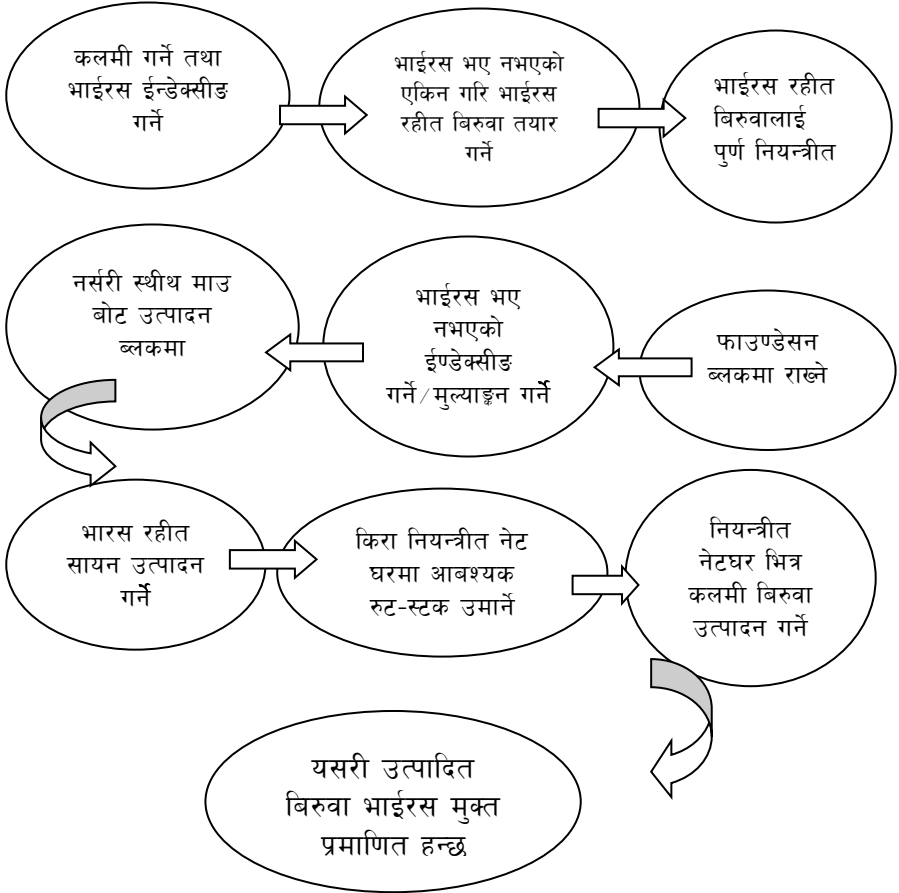 कलमी गर्ने तथा
भाईरस ईन्डेक्सीङ
गर्ने
भाईरस भए नभएको
एकिन गरि भाईरस
रहीत बिरुवा तयार
गर्ने
भाईरस रहीत
बिरुवालाई
पुर्ण नियन्त्रीत
फाउण्डेसन
ब्लकमा राख्ने
भाईरस भए
नभएको
ईण्डेक्सीङ
गर्ने/मुल्याङ्कन गर्ने
नर्सरी स्थीथ माउ
बोट उत्पादन
ब्लकमा
भारस रहीत
सायन उत्पादन
गर्ने
किरा नियन्त्रीत नेट
घरमा आबश्यक
रुट-स्टक उमार्ने
नियन्त्रीत
नेटघर भित्र
कलमी बिरुवा
उत्पादन गर्ने
यसरी उत्पादित
बिरुवा भाईरस मुक्त
प्रमाणित हन्छ